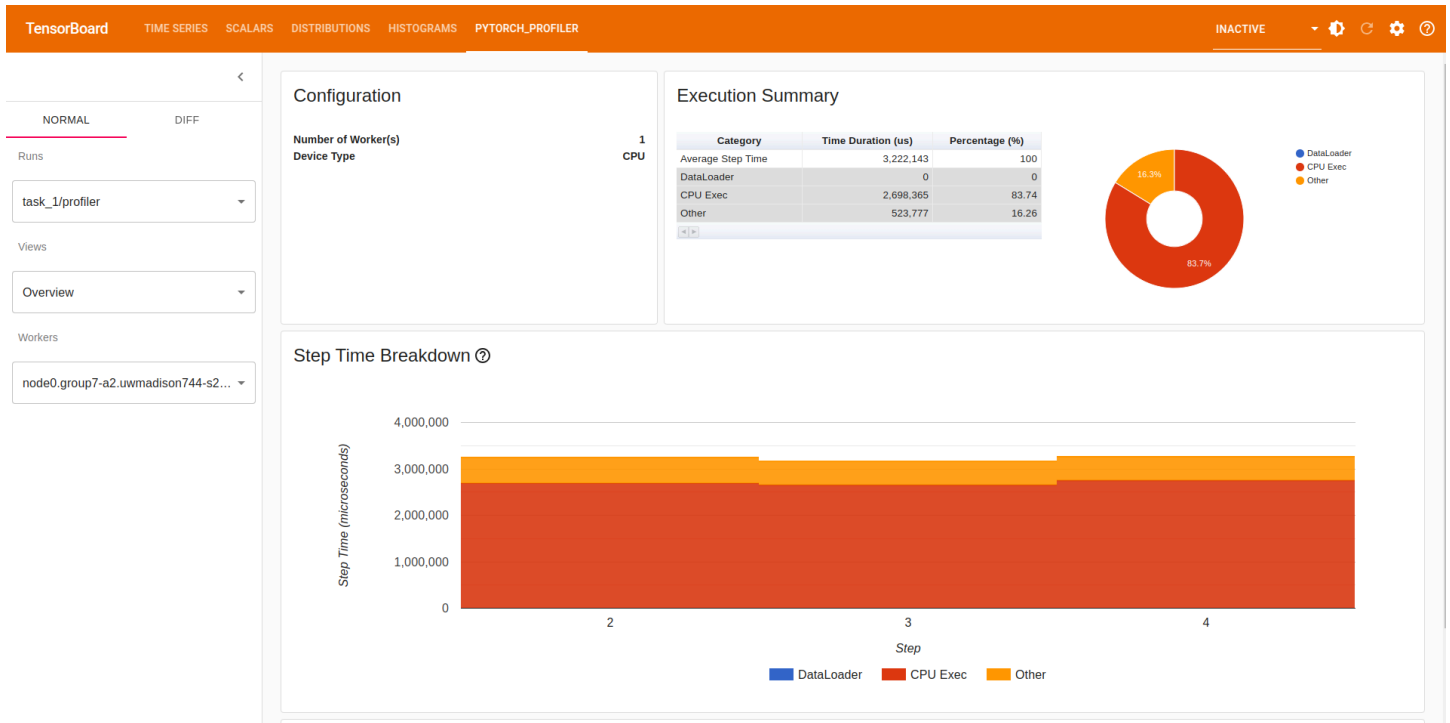 TensorBoard TIME SERIES SCALARS DISTRIBUTIONS HISTOGRAMS PYTORCH_PROFILER INACTIVE
NORMAL DIFF
Runs
task_1/profiler
Views
Overview
Workers
node0.group7-a2.uwmadison744-s2...
Configuration
Number of Worker(s) 1
Device Type CPU
Execution Summary
Category Time Duration (us) Percentage (%)
Average Step Time 3,222,143 100
DataLoader 0 0
CPU Exec 2,698,365 83.74
Other 523,777 16.26
16.3%
83.7%
DataLoader
CPU Exec
Other
Step Time Breakdown
Step Time (microseconds)
4,000,000
3,000,000
2,000,000
1,000,000
0
2 3 4
Step
DataLoader CPU Exec Other